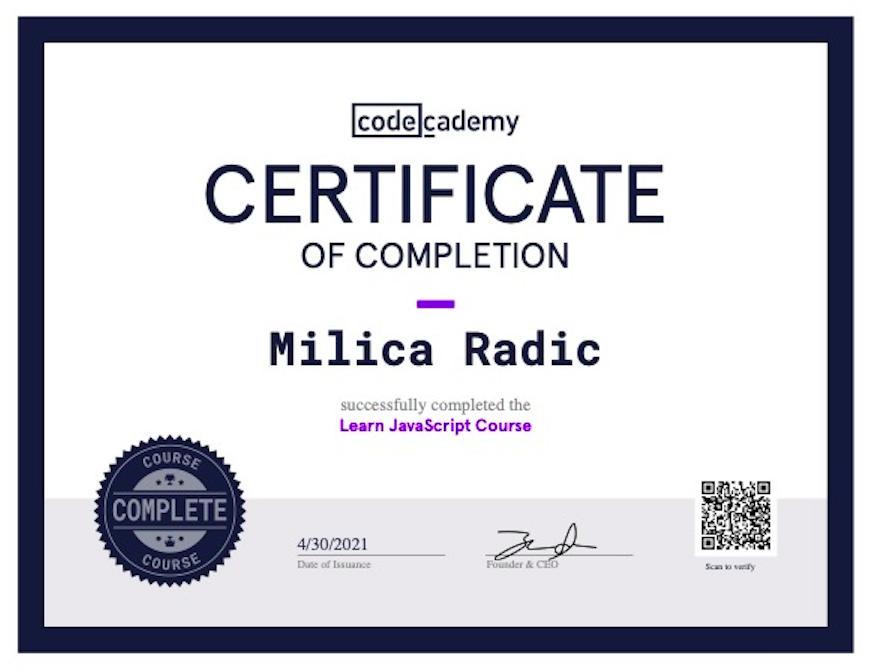 codecademy
CERTIFICATE
OF COMPLETION
Milica Radic
successfully completed the
Learn JavaScript Course
COURSE
COMPLETE
COURSE
4/30/2021
Date of Issuance
Founder & CEO
Scan to verify